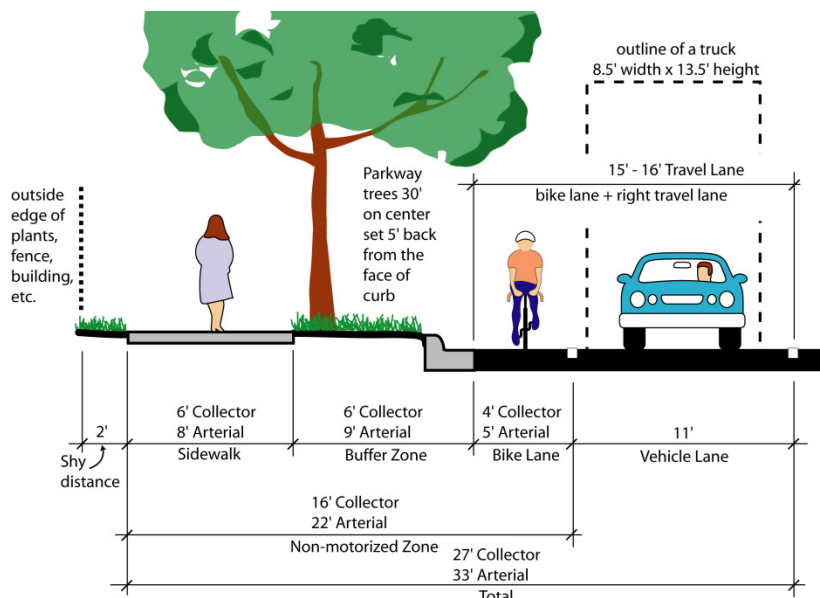 outline of a truck
8.5' width x 13.5' height
15' - 16' Travel Lane
bike lane + right travel lane
outside
edge of
plants,
fence,
building,
etc.
Parkway
trees 30'
on center
set 5' back
from the
face of
curb
2'
Shy
distance
6' Collector
8' Arterial
Sidewalk
6' Collector
9' Arterial
Buffer Zone
4' Collector
5' Arterial
Bike Lane
11'
Vehicle Lane
16' Collector
22' Arterial
Non-motorized Zone
27' Collector
33' Arterial
Total